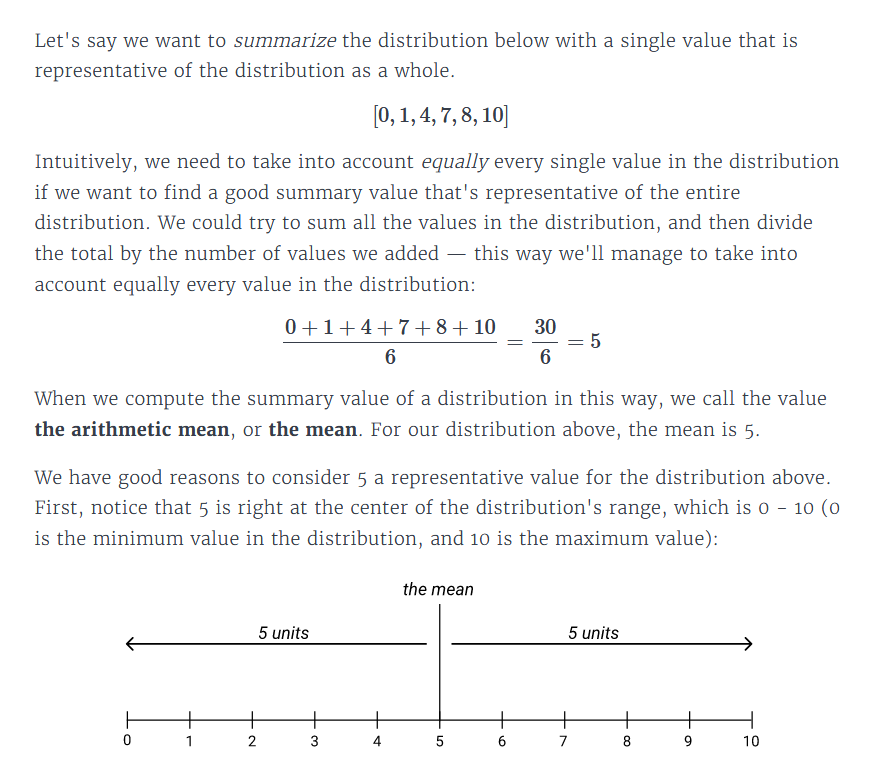 Let's say we want to summarize the distribution below with a single value that is
representative of the distribution as a whole.
[0, 1, 4, 7, 8, 10]
Intuitively, we need to take into account equally every single value in the distribution
if we want to find a good summary value that's representative of the entire
distribution. We could try to sum all the values in the distribution, and then divide
the total by the number of values we added — this way we'll manage to take into
account equally every value in the distribution:
0 + 1 + 4 + 7 + 8 + 10 / 6 = 30 / 6 = 5
When we compute the summary value of a distribution in this way, we call the value
the arithmetic mean, or the mean. For our distribution above, the mean is 5.
We have good reasons to consider 5 a representative value for the distribution above.
First, notice that 5 is right at the center of the distribution's range, which is 0 - 10 (0
is the minimum value in the distribution, and 10 is the maximum value):
the mean
5 units 5 units
0 1 2 3 4 5 6 7 8 9 10